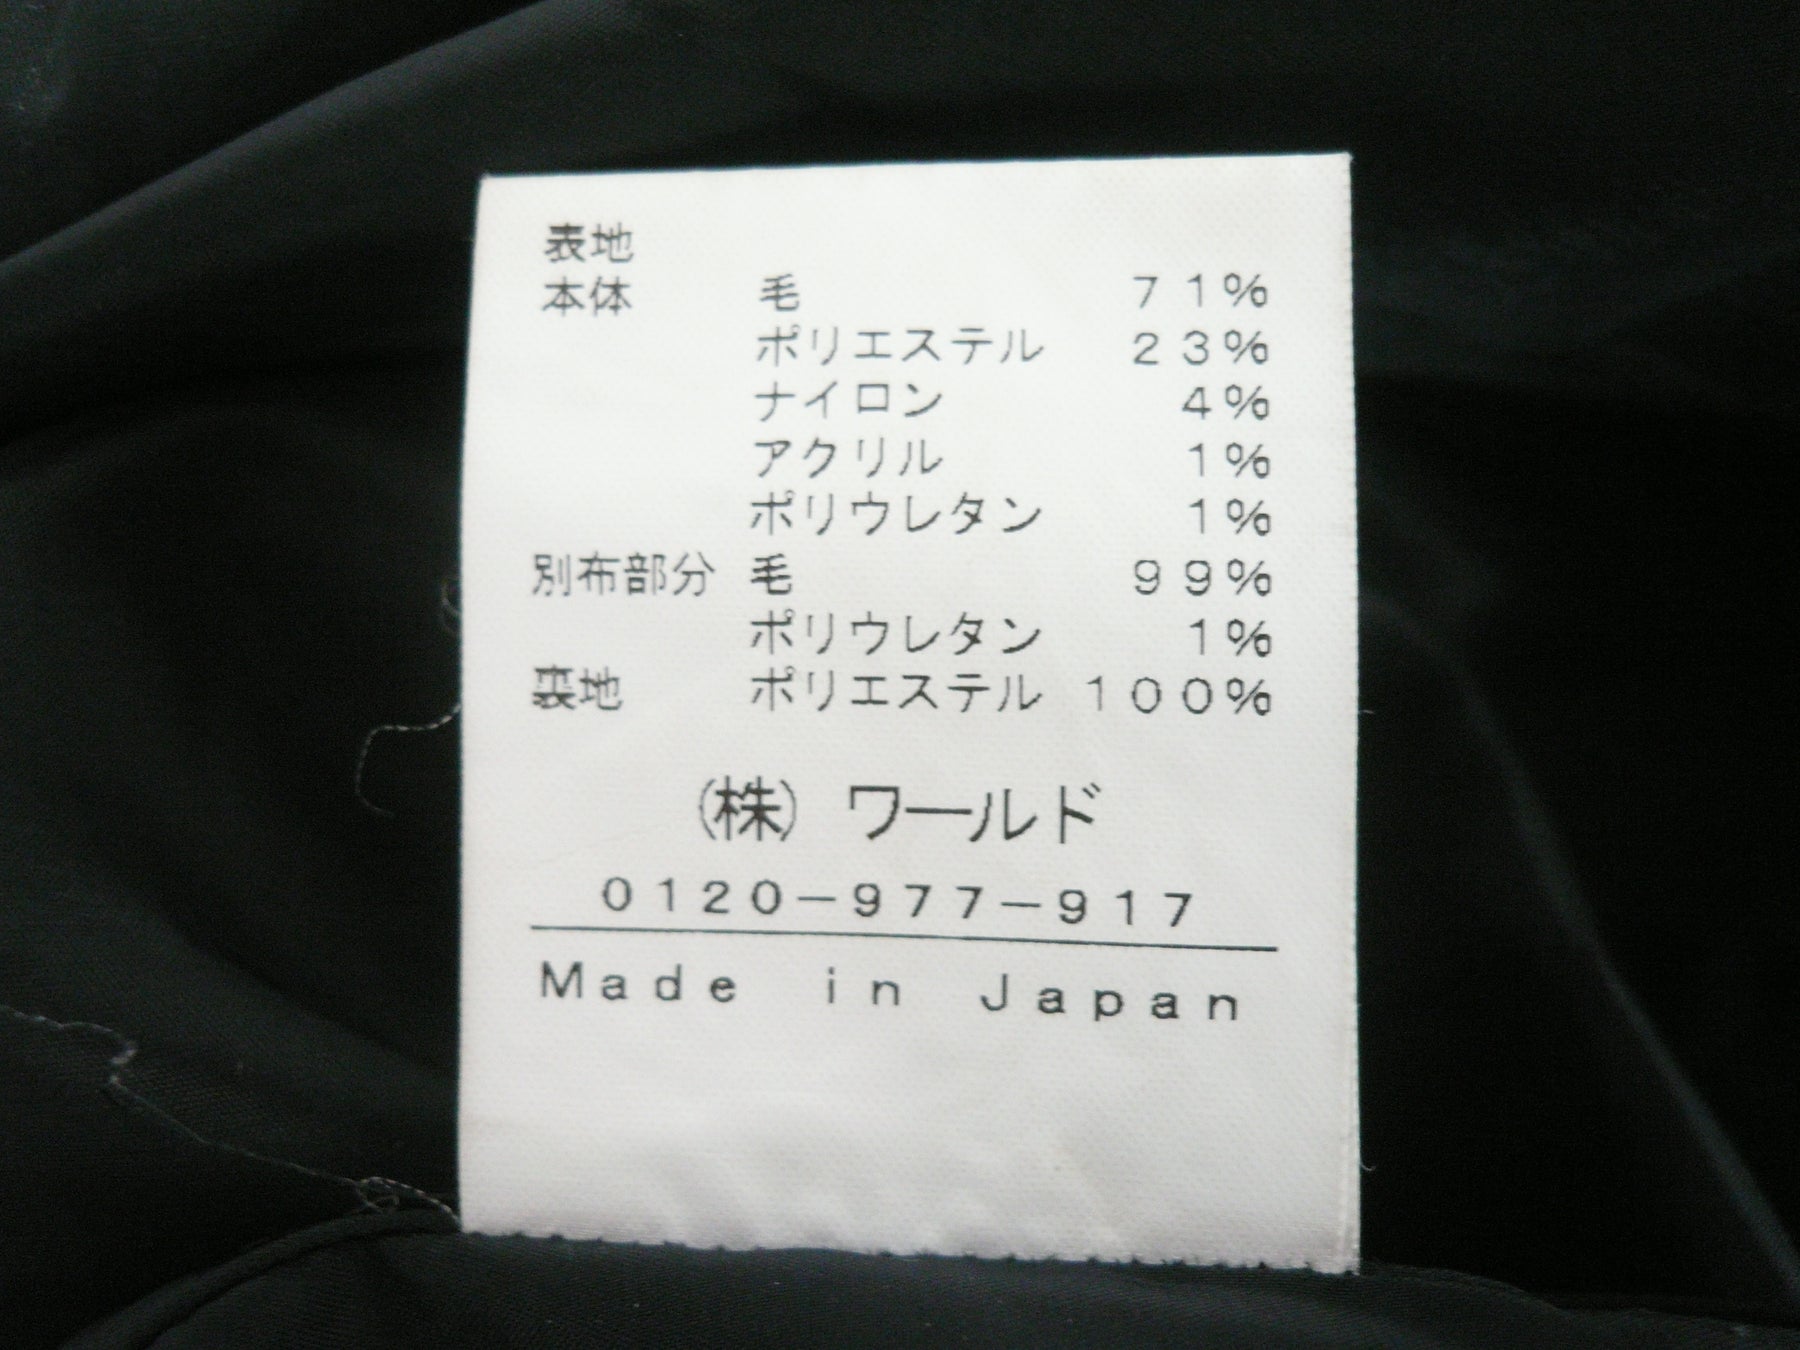 表地
本体 毛 71%
ポリエステル 23%
ナイロン 4%
アクリル 1%
ポリウレタン 1%
別布部分 毛 99%
ポリウレタン 1%
裏地 ポリエステル 100%
(株) ワールド
0120-977-917
Made in Japan